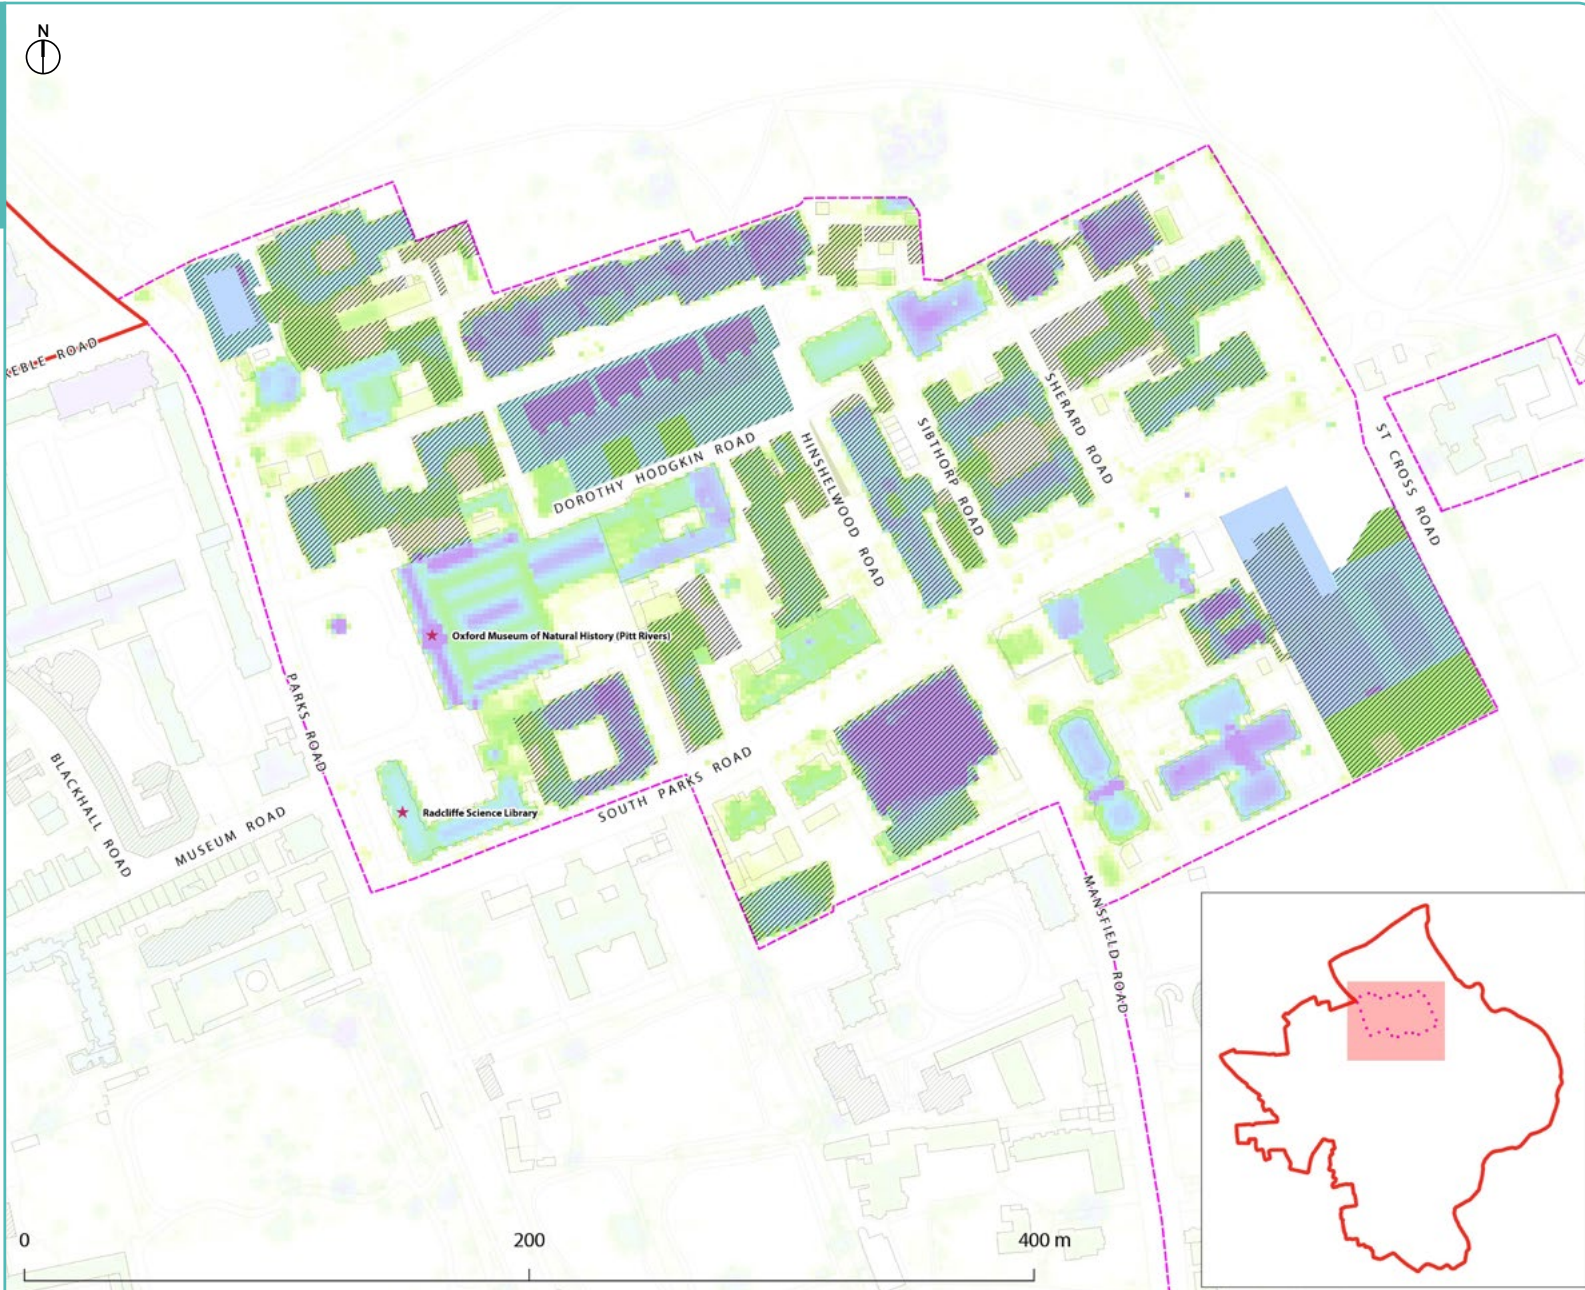 N
KEBLE ROAD
DOROTHY HODGKIN ROAD
HINSHELWOOD ROAD
SIBTHORP ROAD
SHERARD ROAD
ST CROSS ROAD
Oxford Museum of Natural History (Pitt Rivers)
PARKS ROAD
BLACKHALL ROAD
MUSEUM ROAD
Radcliffe Science Library
SOUTH PARKS ROAD
MANSFIELD ROAD
0 200 400 m